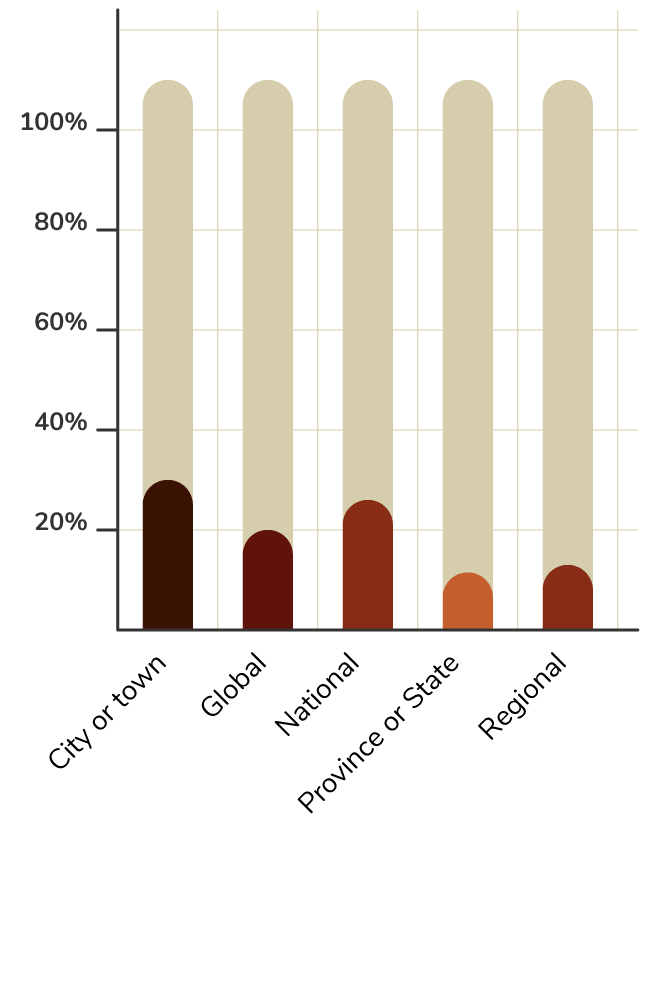 100%
80%
60%
40%
20%
City or town
Global
National
Province or State
Regional